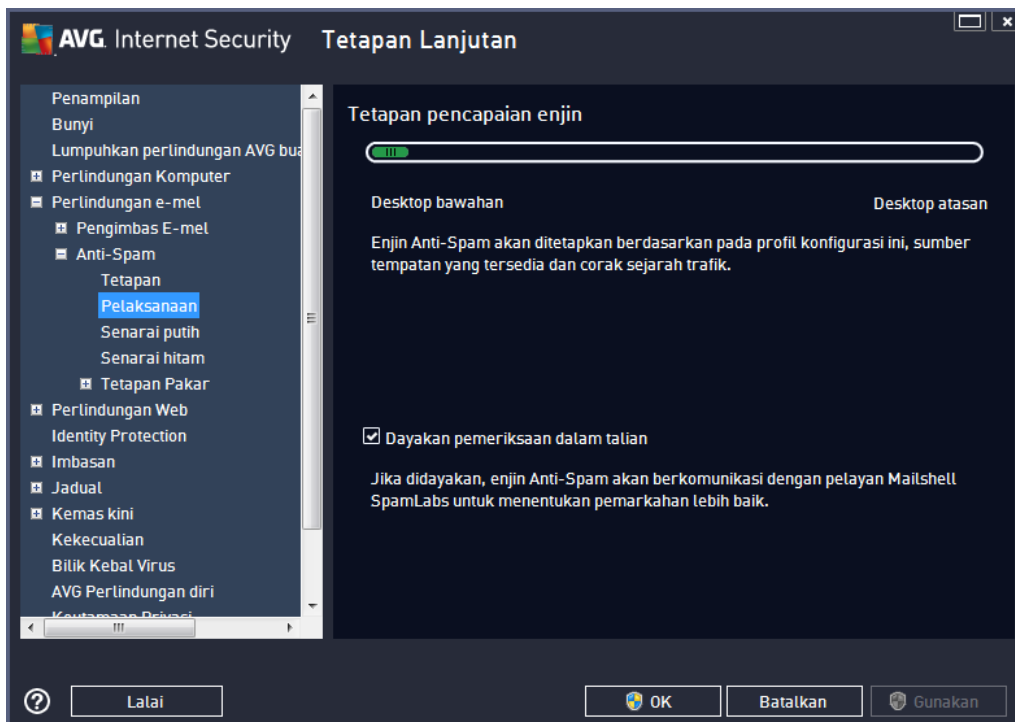 AVG. Internet Security Tetapan Lanjutan
Penampilan
Bunyi
Lumpuhkan perlindungan AVG bua
Perlindungan Komputer
Perlindungan e-mel
Pengimbas E-mel
Anti-Spam
Tetapan
Pelaksanaan
Senarai putih
Senarai hitam
Tetapan Pakar
Perlindungan Web
Identity Protection
Imbasan
Jadual
Kemas kini
Kekecualian
Bilik Kebal Virus
AVG Perlindungan diri
Keutamaan Privasi
Tetapan pencapaian enjin
Desktop bawahan
Desktop atasan
Enjin Anti-Spam akan ditetapkan berdasarkan pada profil konfigurasi ini, sumber
tempatan yang tersedia dan corak sejarah trafik.
Dayakan pemeriksaan dalam talian
Jika didayakan, enjin Anti-Spam akan berkomunikasi dengan pelayan Mailshell
SpamLabs untuk menentukan pemarkahan lebih baik.
Lalai
OK
Batalkan
Gunakan